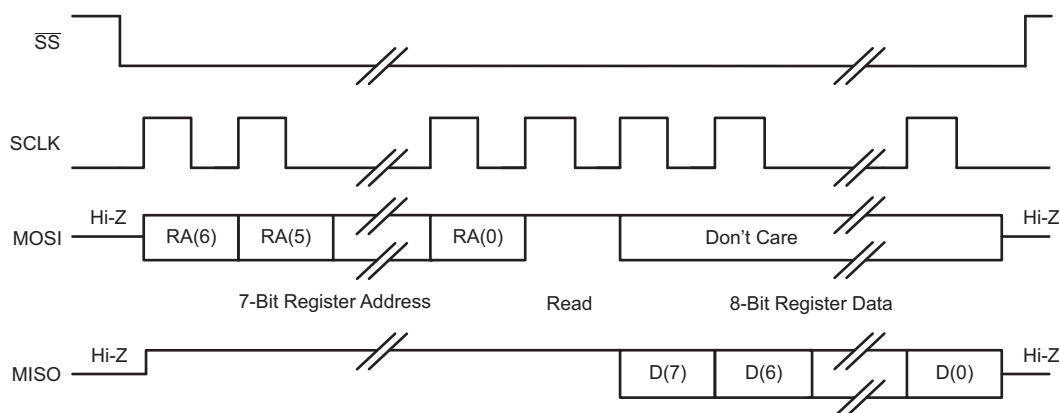 SS
SCLK
Hi-Z Hi-Z
MOSI RA(6) RA(5) RA(0) Don't Care
7-Bit Register Address Read 8-Bit Register Data
Hi-Z Hi-Z
MISO D(7) D(6) D(0)